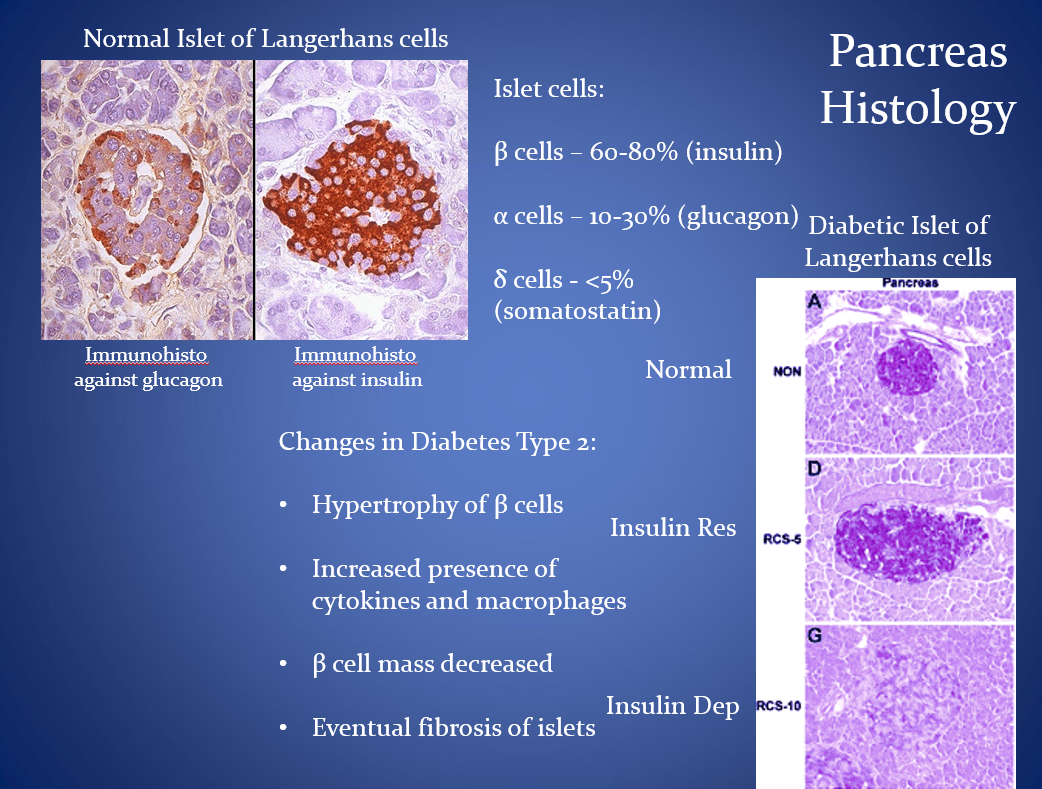 Normal Islet of Langerhans cells
Pancreas
Histology
Islet cells:
β cells – 60-80% (insulin)
α cells – 10-30% (glucagon)
δ cells - <5%
(somatostatin)
Immunohisto
against glucagon
Immunohisto
against insulin
Diabetic Islet of
Langerhans cells
Pancreas
Normal
NON
A
Changes in Diabetes Type 2:
• Hypertrophy of β cells
• Increased presence of
cytokines and macrophages
• β cell mass decreased
• Eventual fibrosis of islets
Insulin Res
RCS-5
D
Insulin Dep
RCS-10
G